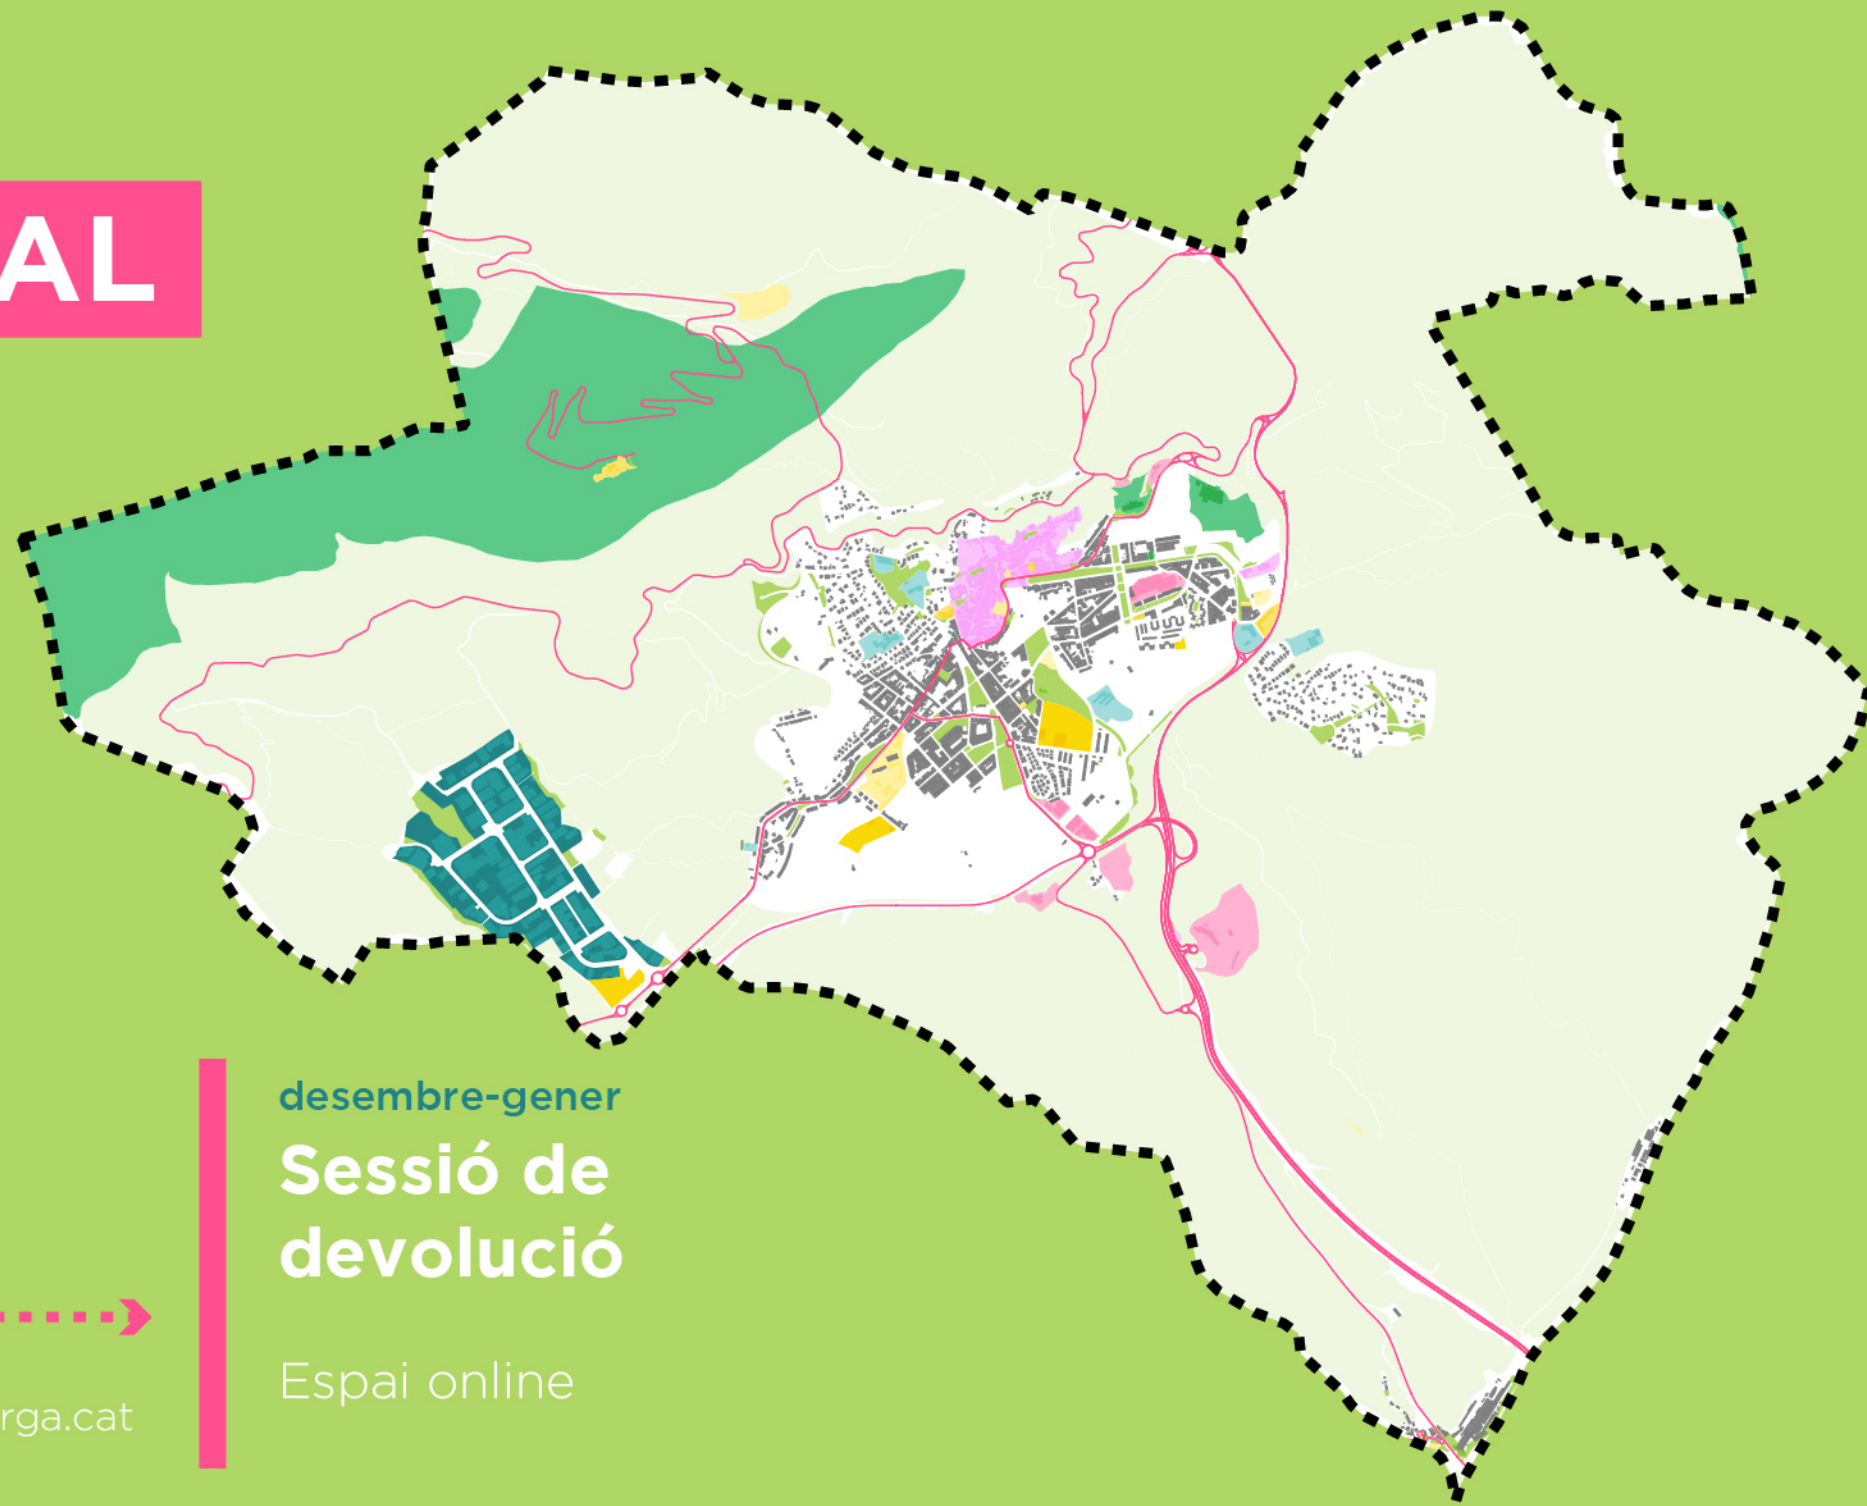 AL
desembre-gener
Sessió de
devolució
Espai online
rga.cat